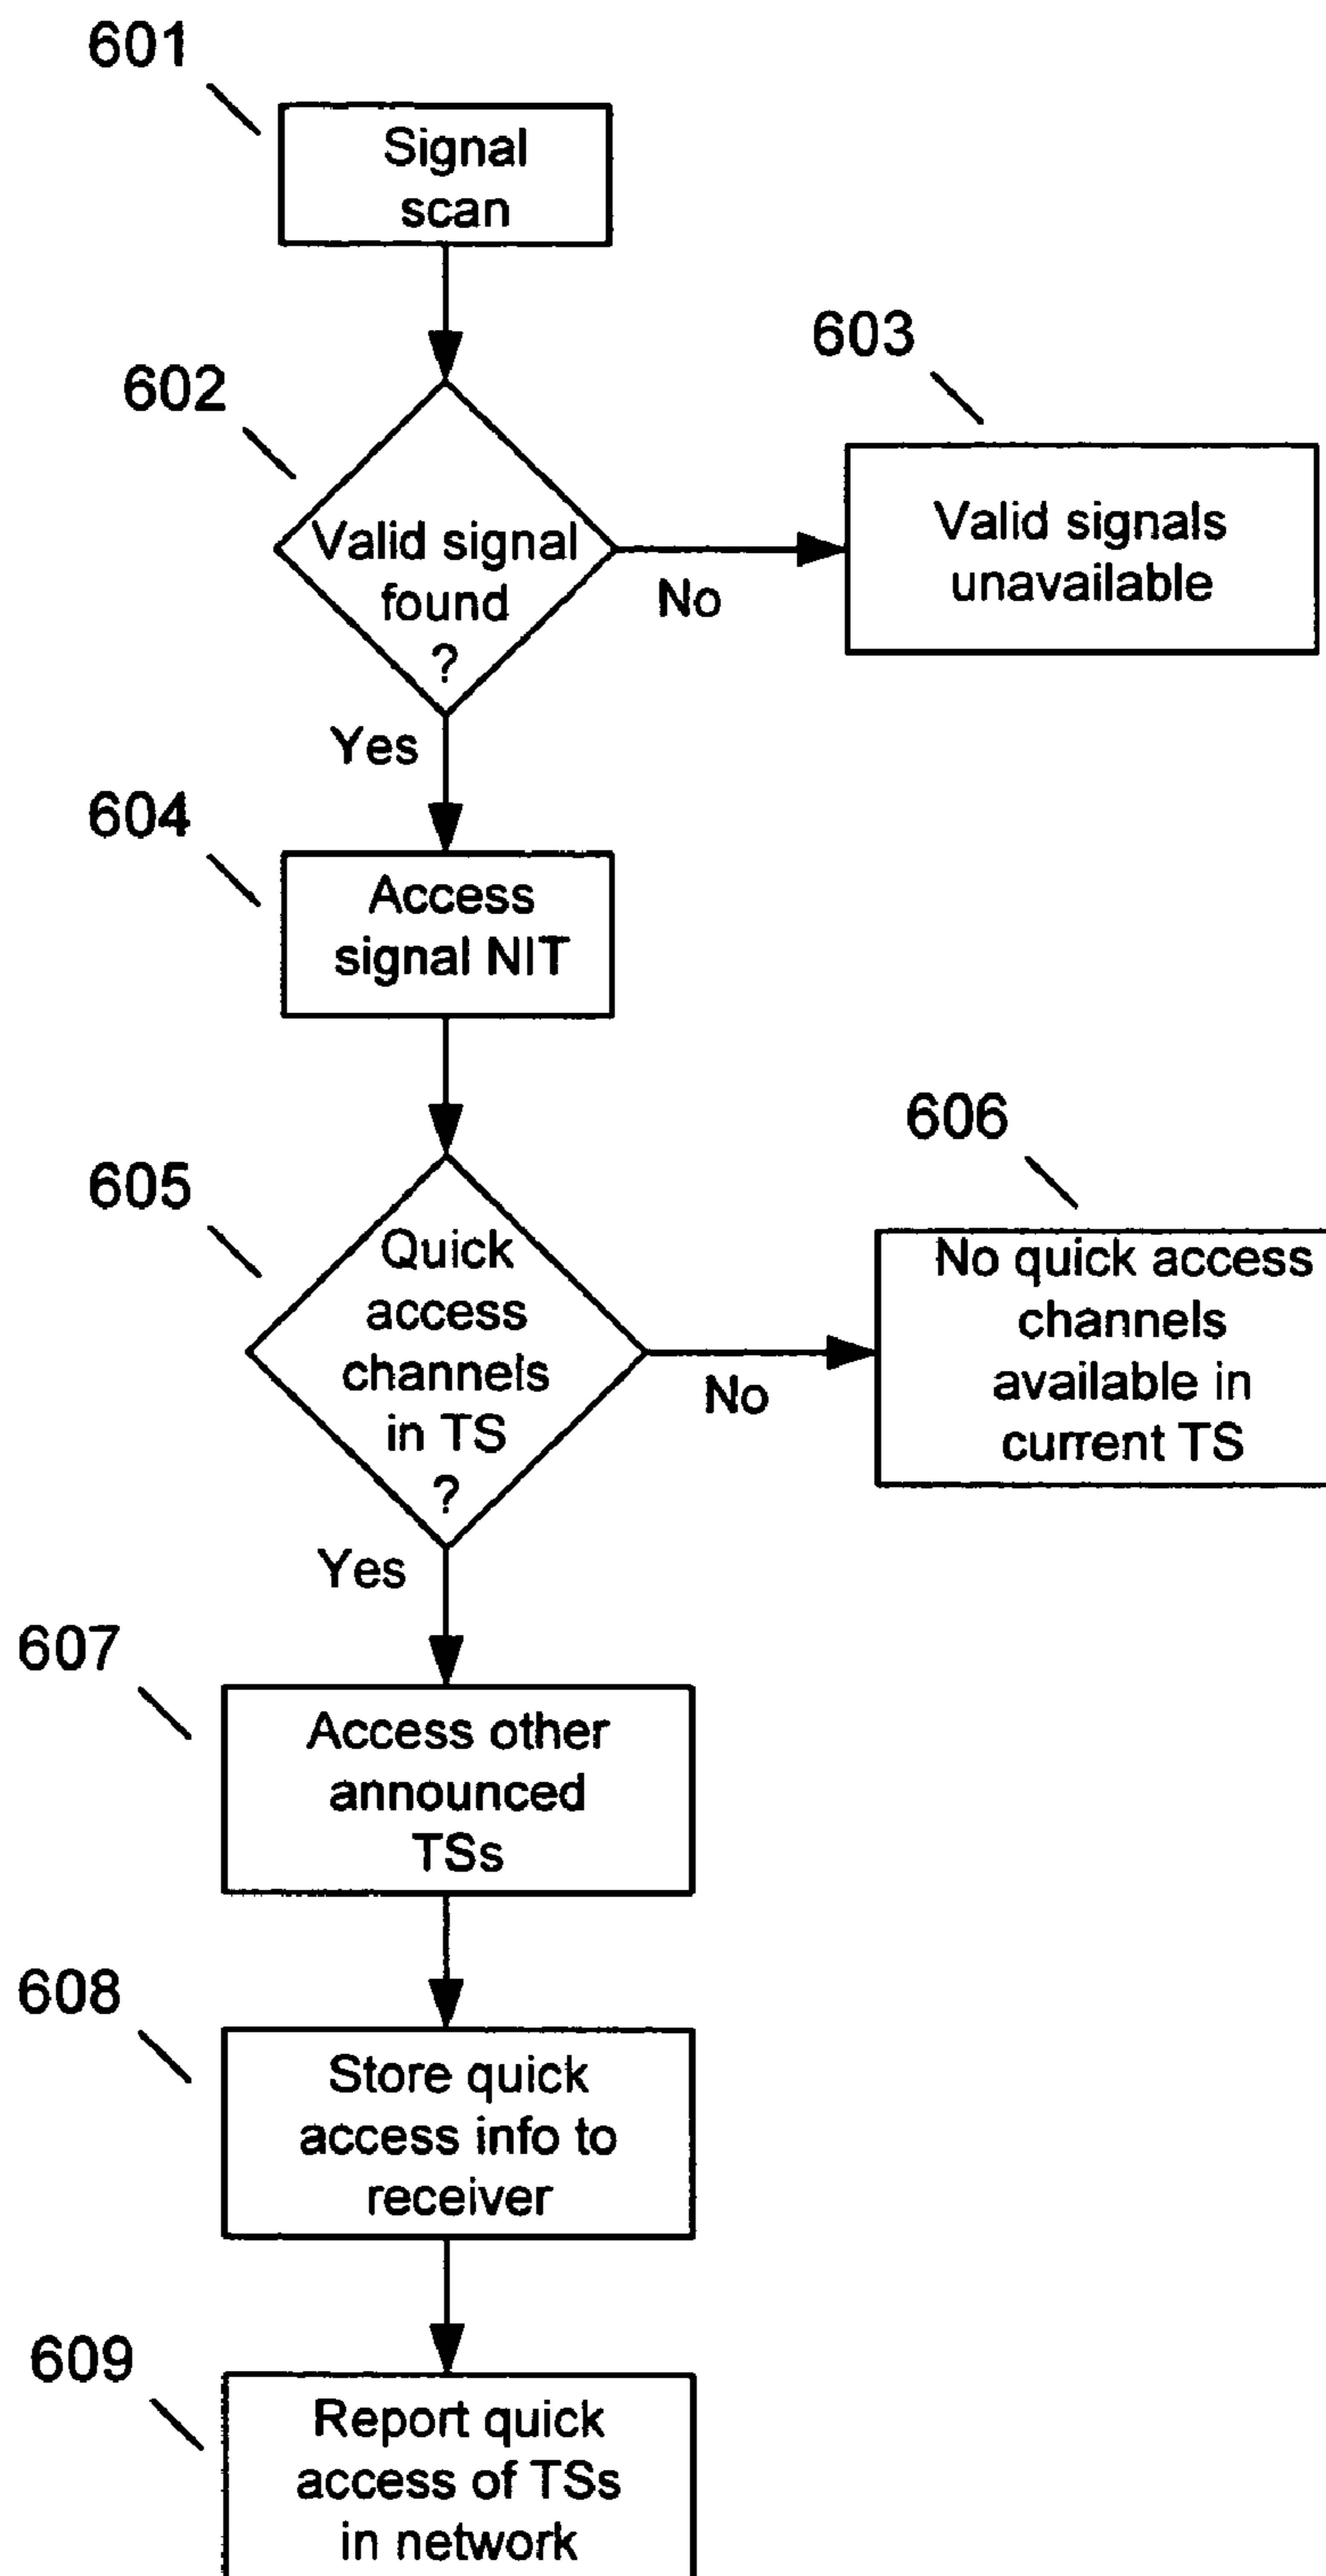 601
Signal
scan
602
Valid signal
found
?
No
603
Valid signals
unavailable
Yes
604
Access
signal NIT
605
Quick
access
channels
in TS
?
No
606
No quick access
channels
available in
current TS
Yes
607
Access other
announced
TSs
608
Store quick
access info to
receiver
609
Report quick
access of TSs
in network